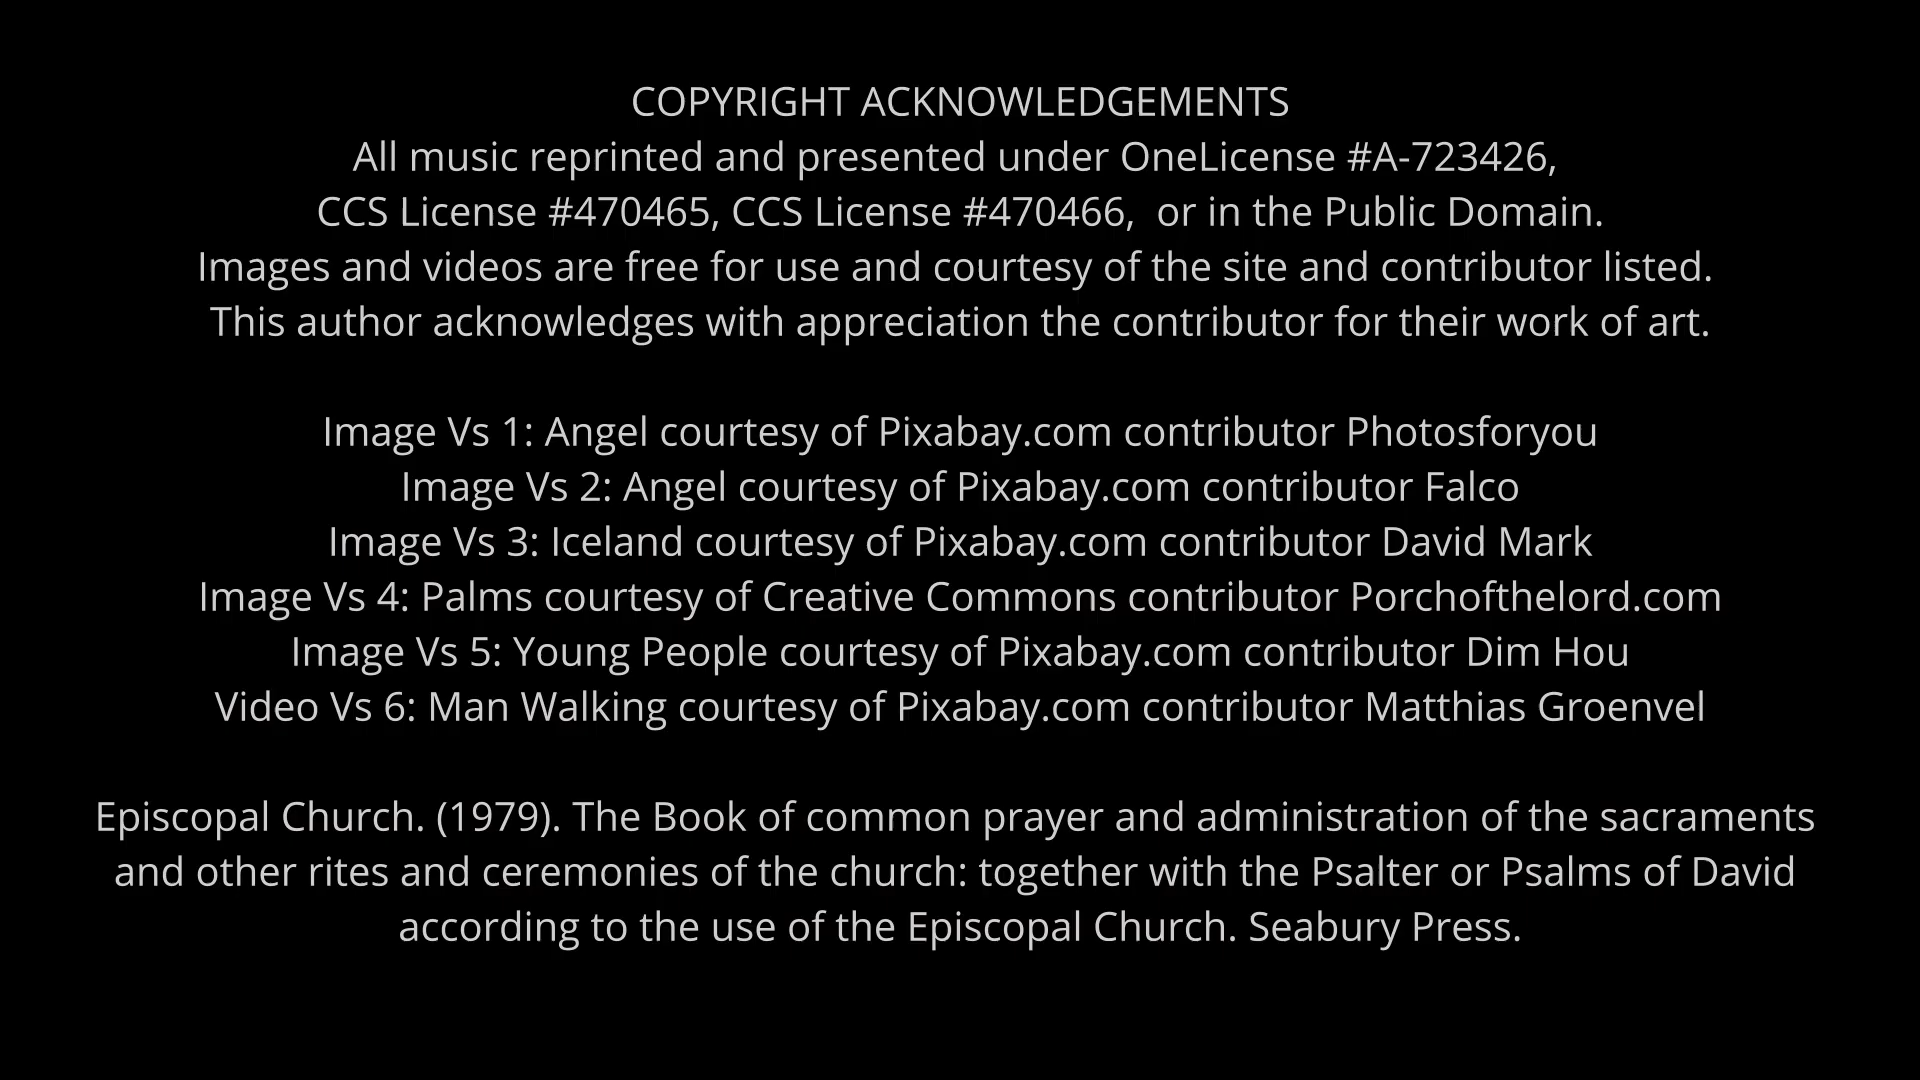 COPYRIGHT ACKNOWLEDGEMENTS
All music reprinted and presented under OneLicense #A-723426,
CCS License #470465, CCS License #470466,  or in the Public Domain.
Images and videos are free for use and courtesy of the site and contributor listed.
This author acknowledges with appreciation the contributor for their work of art.
Image Vs 1: Angel courtesy of Pixabay.com contributor Photosforyou
Image Vs 2: Angel courtesy of Pixabay.com contributor Falco
Image Vs 3: Iceland courtesy of Pixabay.com contributor David Mark
Image Vs 4: Palms courtesy of Creative Commons contributor Porchofthelord.com
Image Vs 5: Young People courtesy of Pixabay.com contributor Dim Hou
Video Vs 6: Man Walking courtesy of Pixabay.com contributor Matthias Groenvel
Episcopal Church. (1979). The Book of common prayer and administration of the sacraments
and other rites and ceremonies of the church: together with the Psalter or Psalms of David
according to the use of the Episcopal Church. Seabury Press.